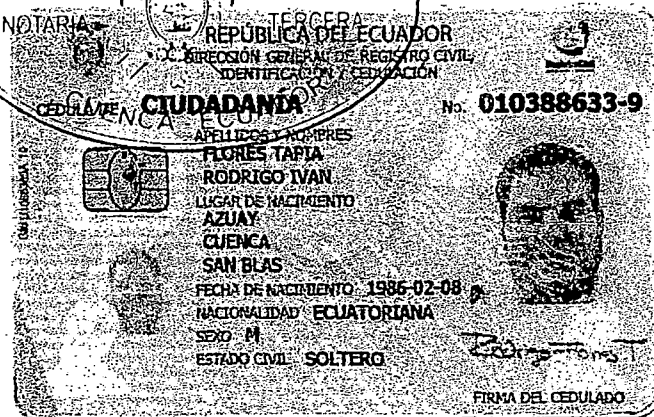 NOTARIA TERCERA
REPÚBLICA DEL ECUADOR
DIRECCIÓN GENERAL DE REGISTRO CIVIL,
IDENTIFICACIÓN Y CEDULACIÓN
CUENCA ECUADOR
CÉDULA DE CIUDADANÍA No. 010388633-9
APELLIDOS Y NOMBRES
FLORES TAPIA
RODRIGO IVAN
LUGAR DE NACIMIENTO
AZUAY
CUENCA
SAN BLAS
FECHA DE NACIMIENTO 1986-02-08
NACIONALIDAD ECUATORIANA
SEXO M
ESTADO CIVIL SOLTERO
FIRMA DEL CEDULADO